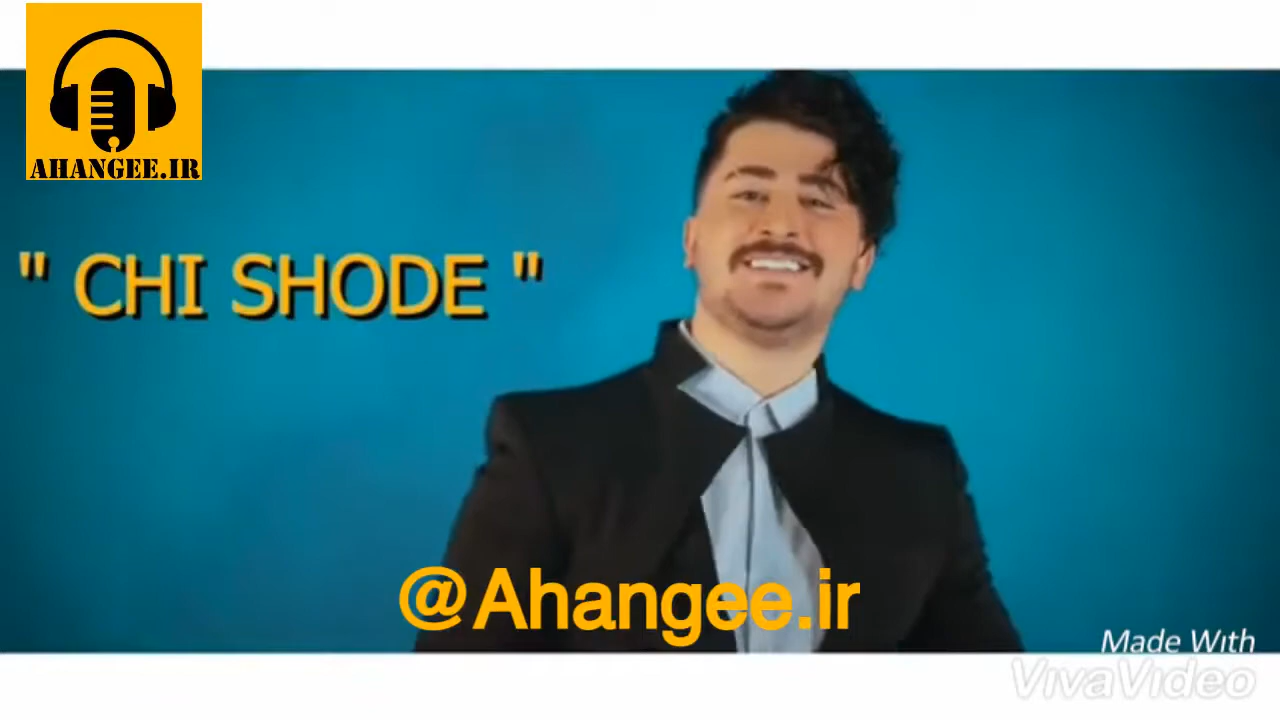 AHANGEE.IR
" CHI SHODE "
@Ahangee.ir
Made With
VivaVideo